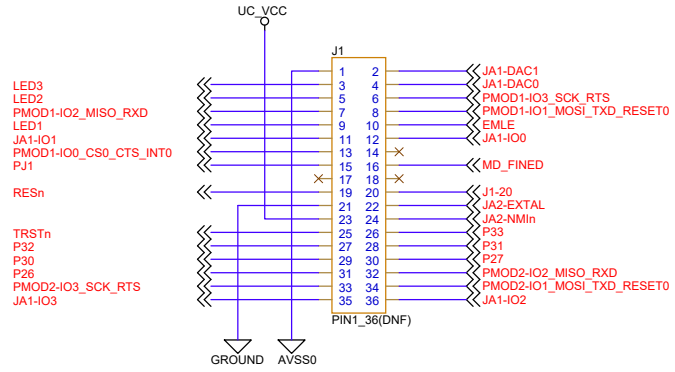 UC_VCC
J1
1 2 JA1-DAC1
LED3 3 4 JA1-DAC0
LED2 5 6 PMOD1-IO3_SCK_RTS
PMOD1-IO2_MISO_RXD 7 8 PMOD1-IO1_MOSI_TXD_RESET0
LED1 9 10 EMLE
JA1-IO1 11 12 JA1-IO0
PMOD1-IO0_CS0_CTS_INT0 13 14
PJ1 15 16 MD_FINED
17 18
RESn 19 20 J1-20
21 22 JA2-EXTAL
23 24 JA2-NMIn
TRSTn 25 26 P33
P32 27 28 P31
P30 29 30 P27
P26 31 32 PMOD2-IO2_MISO_RXD
PMOD2-IO3_SCK_RTS 33 34 PMOD2-IO1_MOSI_TXD_RESET0
JA1-IO3 35 36 JA1-IO2
PIN1_36(DNF)
GROUND AVSS0